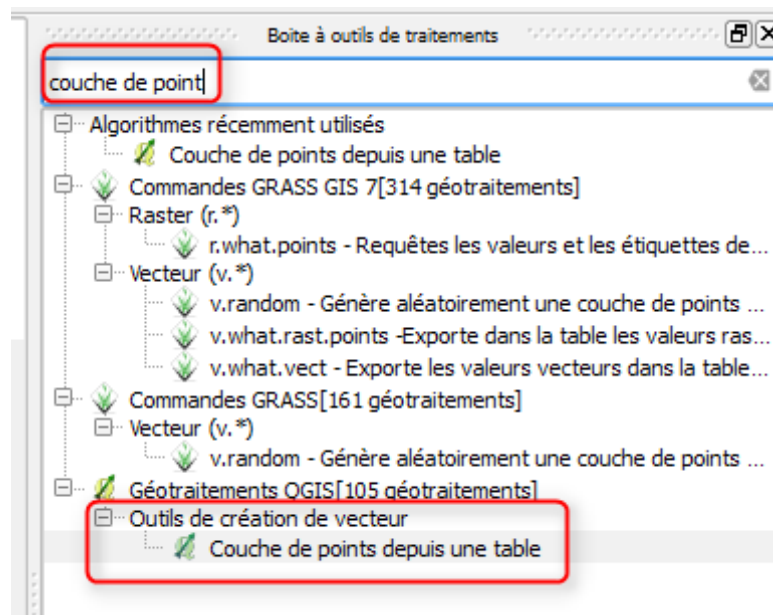 Boite à outils de traitements
couche de point
Algorithmes récemment utilisés
Couche de points depuis une table
Commandes GRASS GIS 7[314 géotraitements]
Raster (r.*)
r.what.points - Requêtes les valeurs et les étiquettes de...
Vecteur (v.*)
v.random - Génère aléatoirement une couche de points ...
v.what.rast.points -Exporte dans la table les valeurs ras...
v.what.vect - Exporte les valeurs vecteurs dans la table...
Commandes GRASS[161 géotraitements]
Vecteur (v.*)
v.random - Génère aléatoirement une couche de points ...
Géotraitements QGIS[105 géotraitements]
Outils de création de vecteur
Couche de points depuis une table